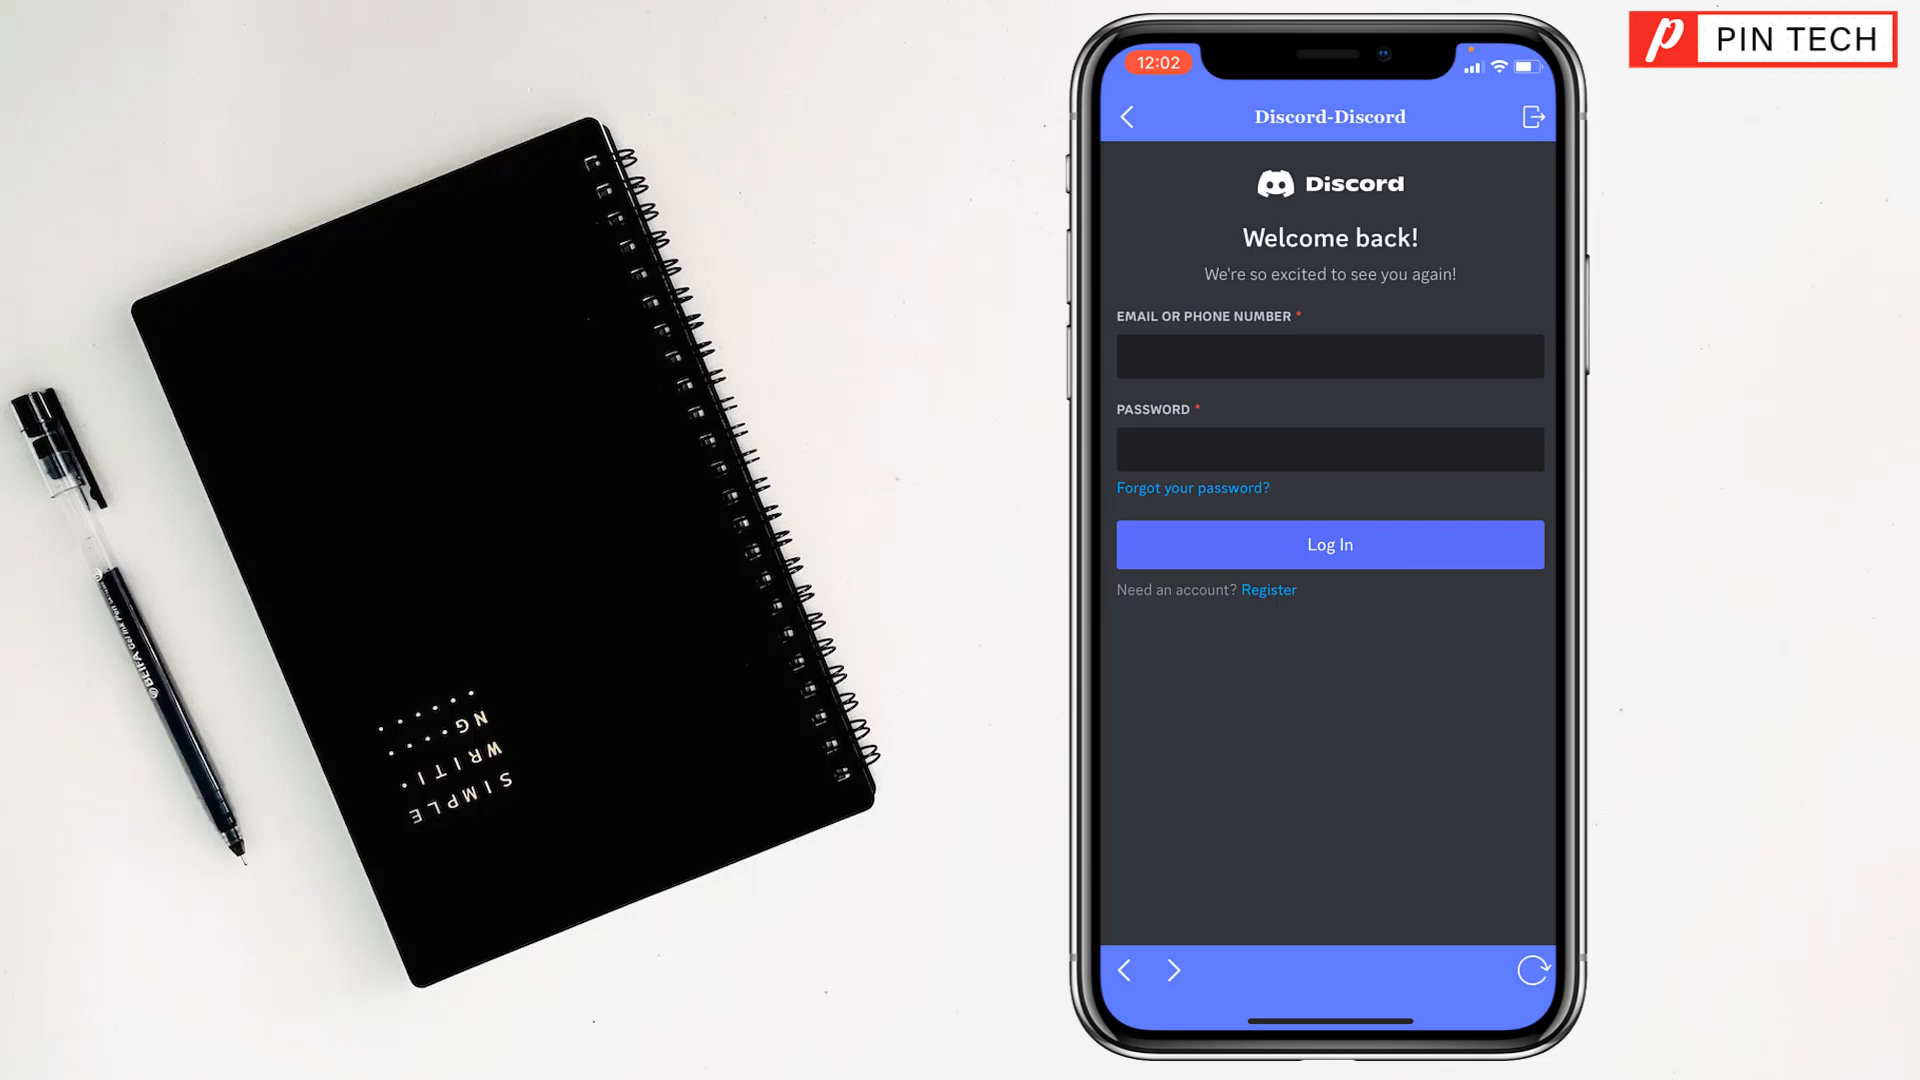 PIN TECH
12:02
Discord-Discord
Discord
Welcome back!
We're so excited to see you again!
EMAIL OR PHONE NUMBER *
PASSWORD *
Forgot your password?
Log In
Need an account? Register
SIMPLE
WRITI
NG